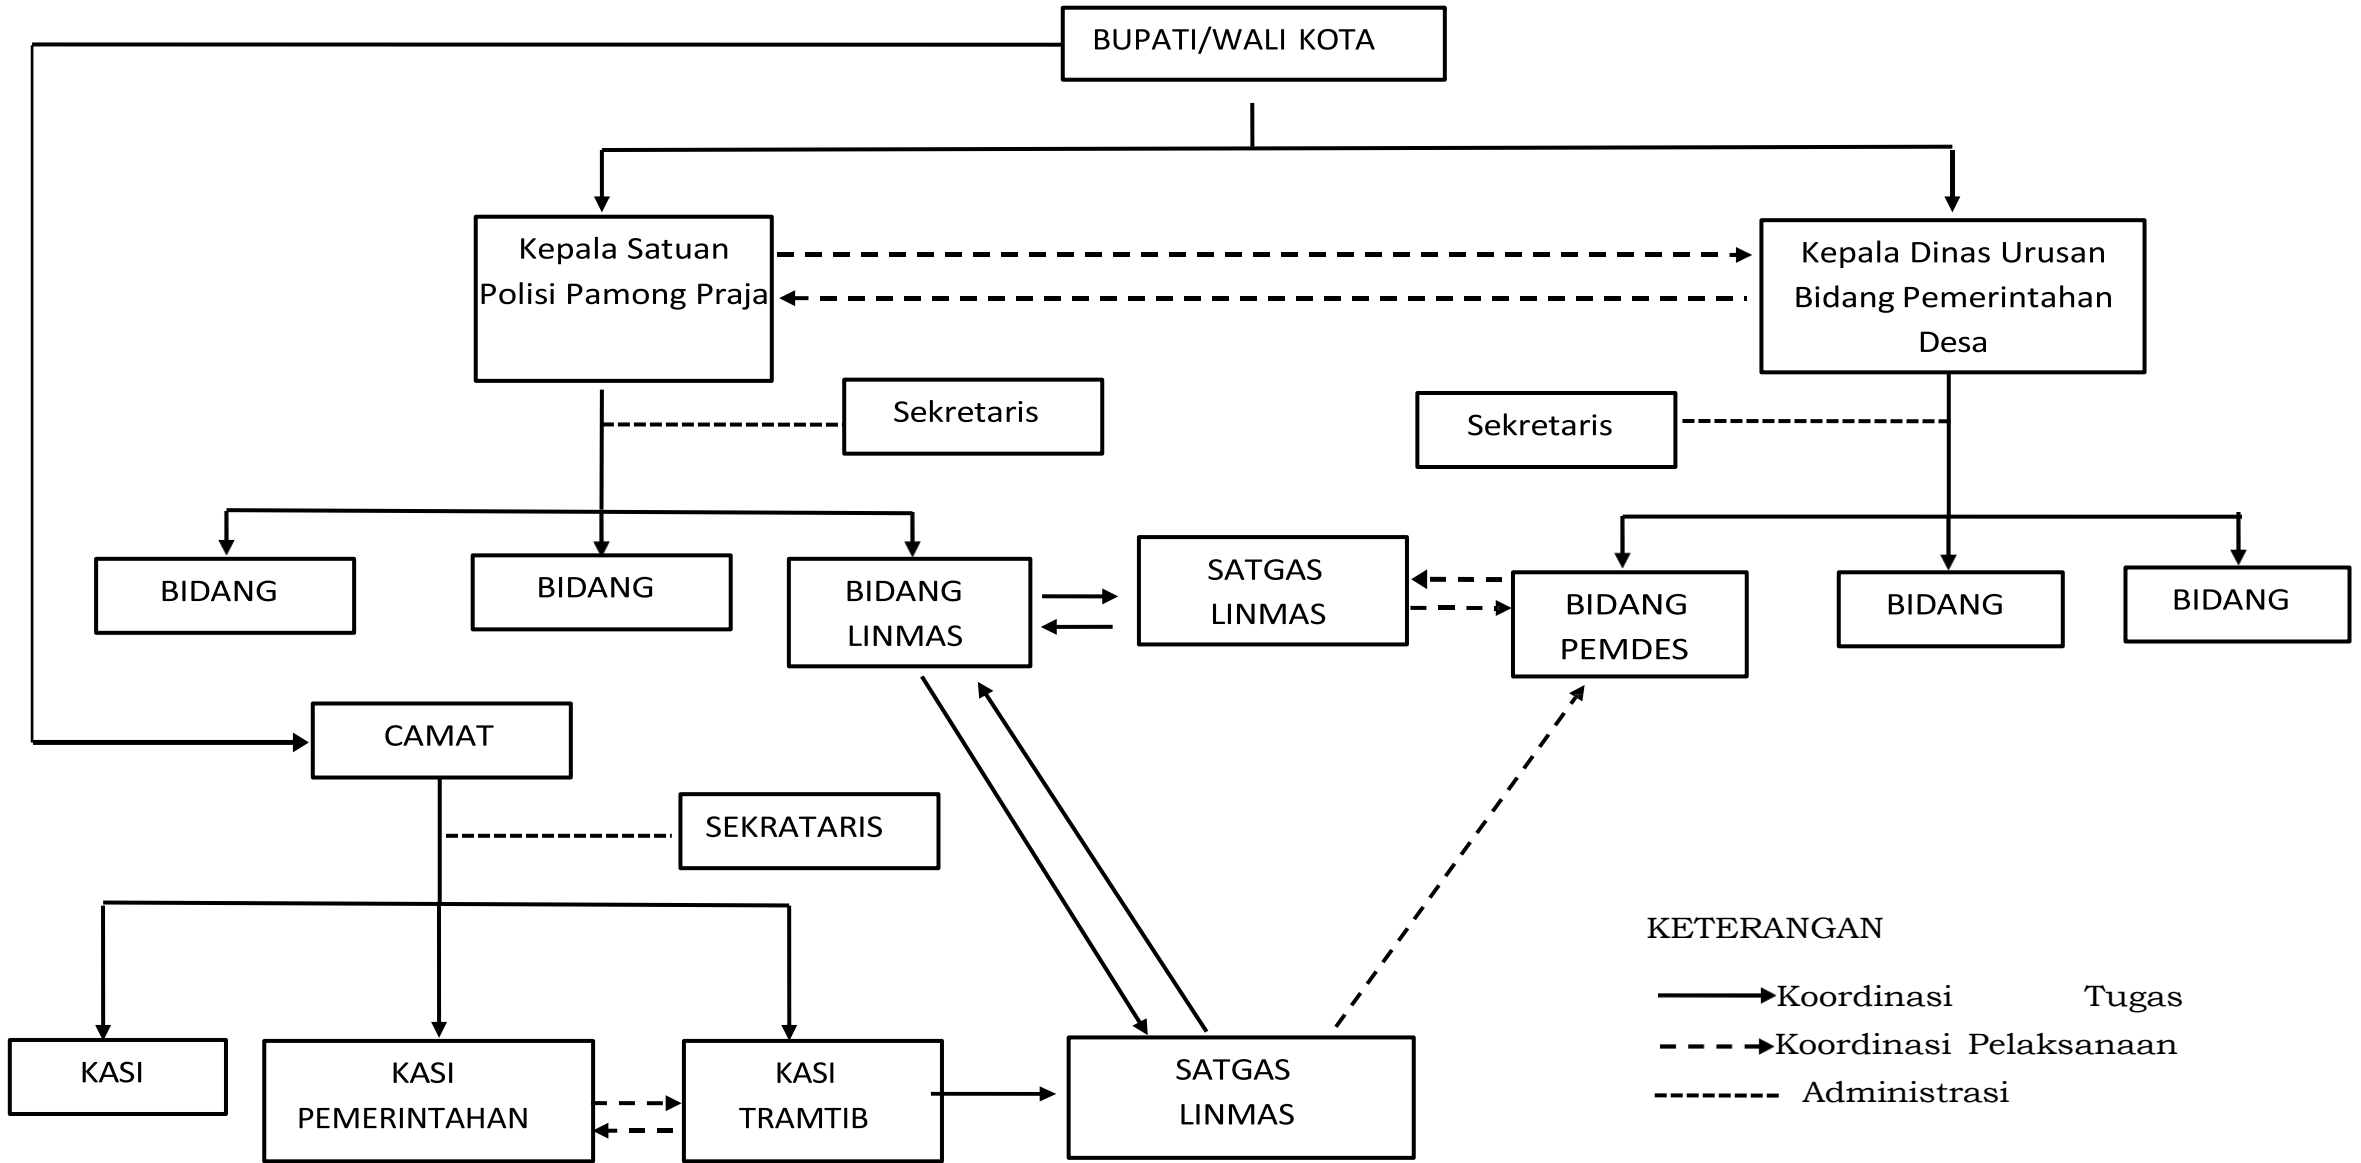 BUPATI/WALI KOTA
Kepala Satuan
Polisi Pamong Praja
Kepala Dinas Urusan
Bidang Pemerintahan
Desa
Sekretaris
Sekretaris
BIDANG
BIDANG
BIDANG
LINMAS
SATGAS
LINMAS
BIDANG
PEMDES
BIDANG
BIDANG
CAMAT
SEKRATARIS
KASI
KASI
PEMERINTAHAN
KASI
TRAMTIB
SATGAS
LINMAS
KETERANGAN
Koordinasi Tugas
Koordinasi Pelaksanaan
Administrasi